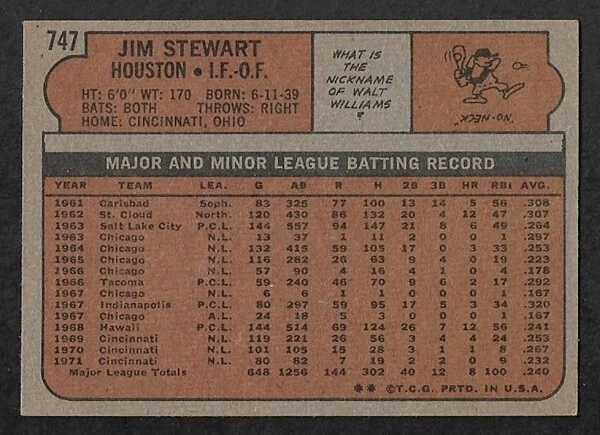 747
JIM STEWART
HOUSTON • I.F.-O.F.
HT: 6'0" WT: 170 BORN: 6-11-39
BATS: BOTH THROWS: RIGHT
HOME: CINCINNATI, OHIO
WHAT IS
THE
NICKNAME
OF WALT
WILLIAMS
?
"NO-NECK"
MAJOR AND MINOR LEAGUE BATTING RECORD
YEAR TEAM LEA. G AB R H 2B 3B HR RBI AVG.
1961 Carlsbad Soph. 83 325 77 100 13 14 5 56 .308
1962 St. Cloud North. 120 430 86 132 20 4 12 47 .307
1963 Salt Lake City P.C.L. 144 557 94 147 21 8 6 49 .264
1963 Chicago N.L. 13 37 1 11 2 0 0 1 .297
1964 Chicago N.L. 132 415 59 105 17 0 3 33 .253
1965 Chicago N.L. 116 282 63 26 63 9 4 0 19 .223
1966 Chicago N.L. 57 90 4 16 4 1 0 4 .178
1966 Tacoma P.C.L. 59 240 46 70 9 6 2 17 .292
1967 Chicago N.L. 6 6 1 1 0 0 0 1 .167
1967 Indianapolis P.C.L. 80 297 59 95 17 5 3 34 .320
1967 Chicago A.L. 24 18 5 3 0 0 0 1 .167
1968 Hawaii P.C.L. 144 514 69 124 26 7 12 56 .241
1969 Cincinnati N.L. 119 221 26 56 3 4 4 24 .253
1970 Cincinnati N.L. 101 105 15 28 3 1 1 8 .267
1971 Cincinnati N.L. 80 82 7 19 7 2 0 9 .232
Major League Totals 648 1256 144 302 40 12 8 100 .240
** ©T.C.G. PRTD. IN U.S.A.